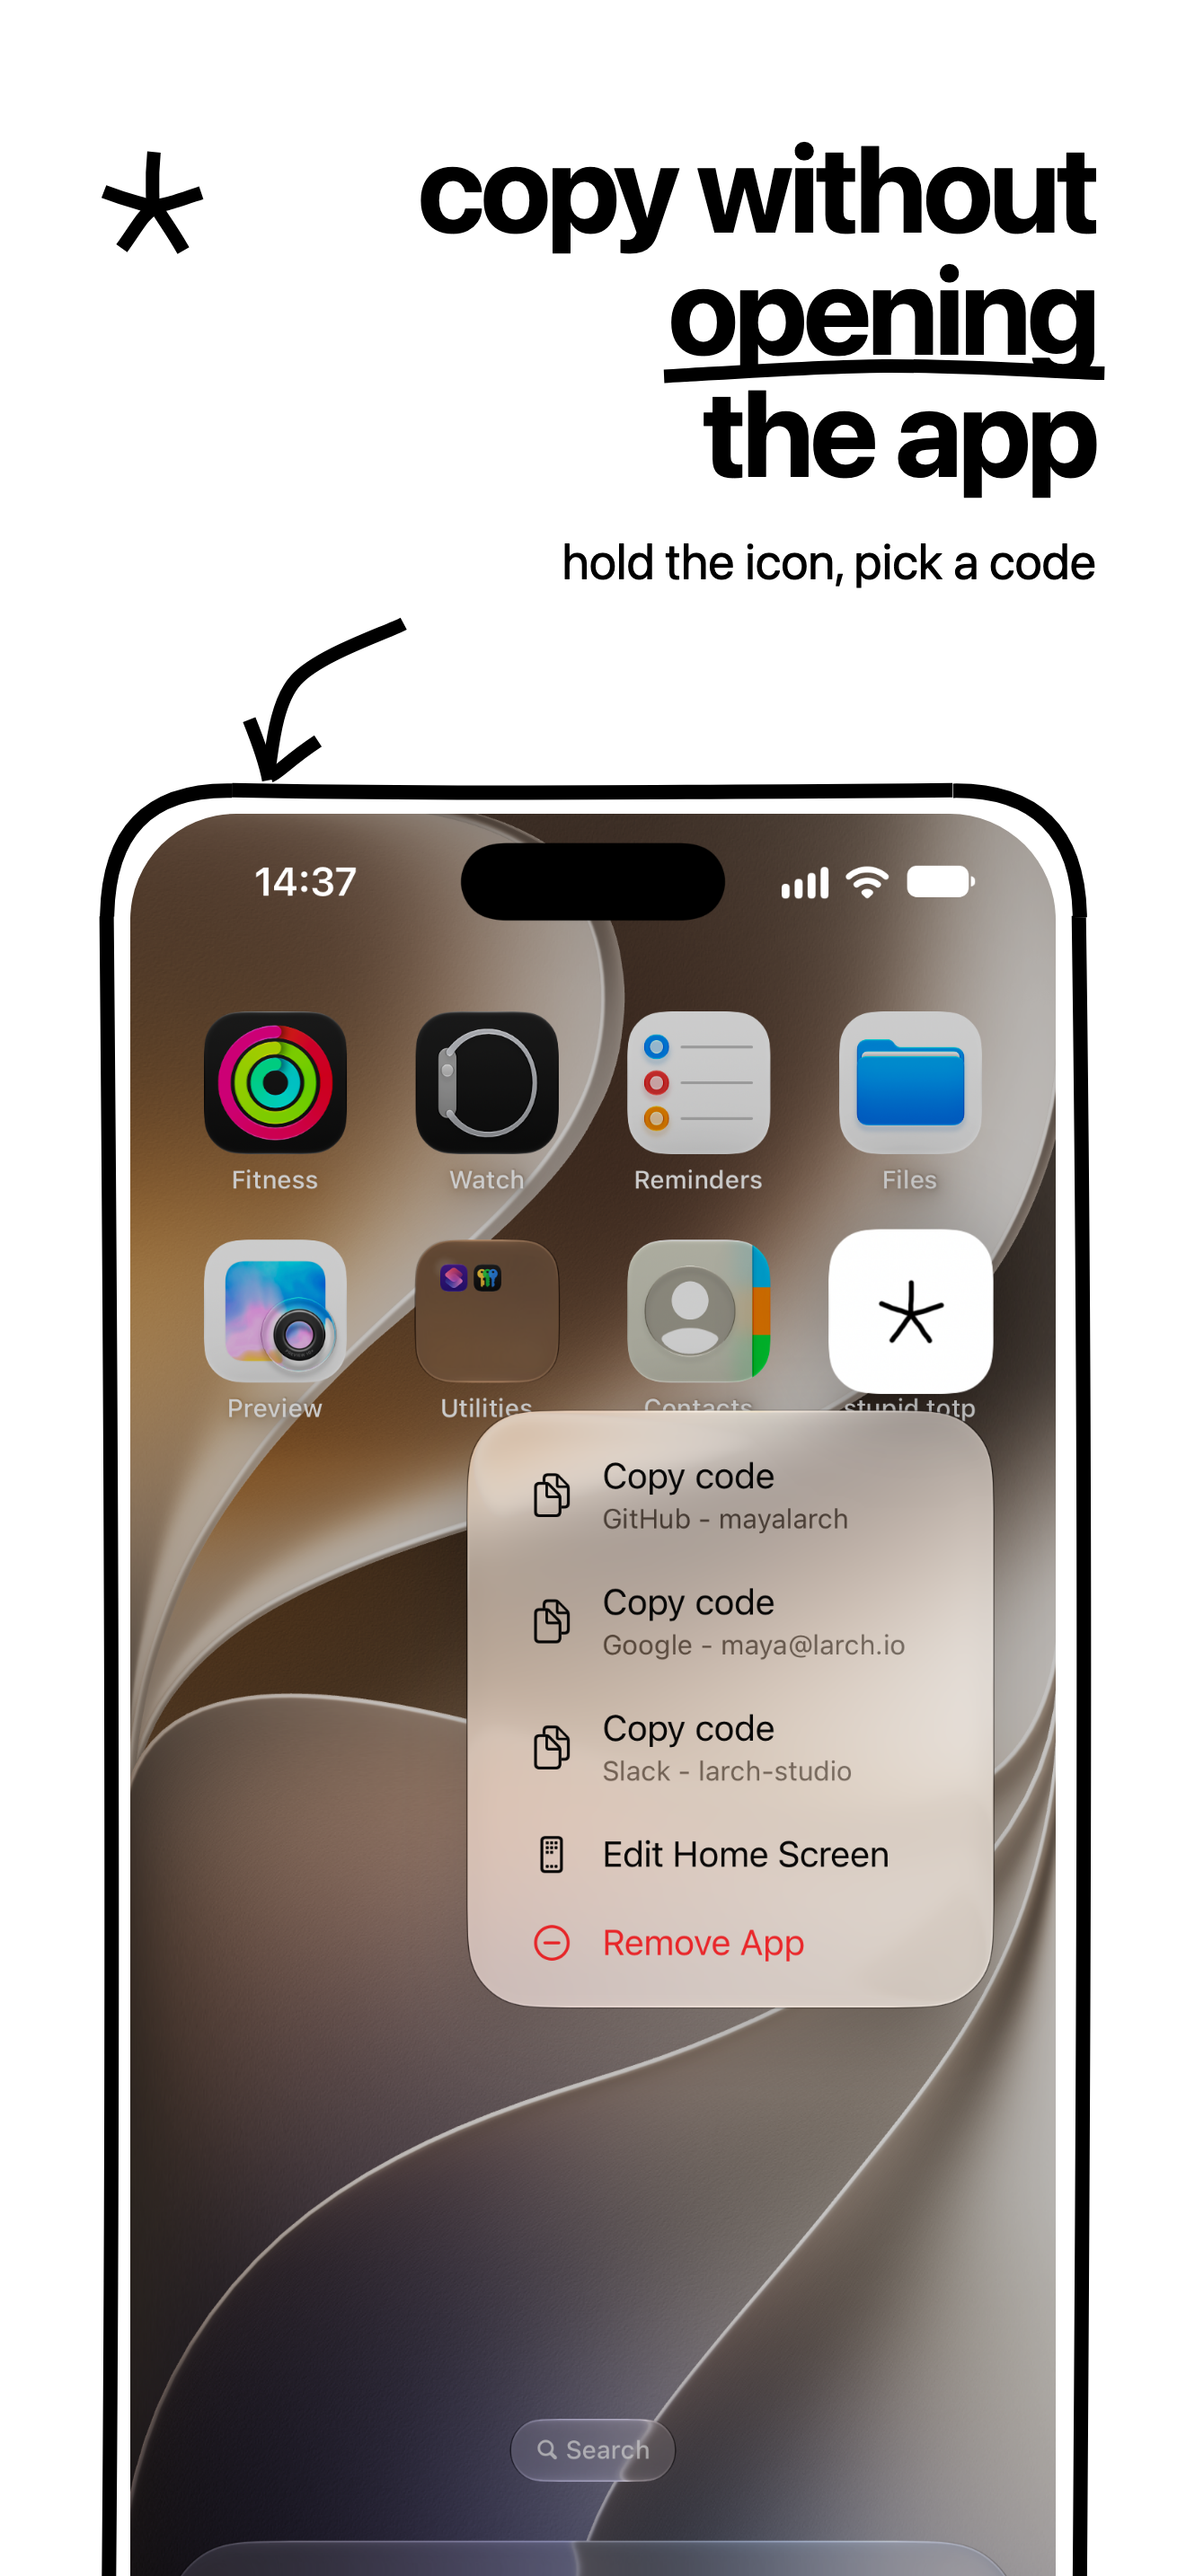 copy without
opening
the app
hold the icon, pick a code
14:37
Fitness
Watch
Reminders
Files
Preview
Utilities
Contacts
stupid totp
Copy code
GitHub - mayalarch
Copy code
Google - maya@larch.io
Copy code
Slack - larch-studio
Edit Home Screen
Remove App
Search